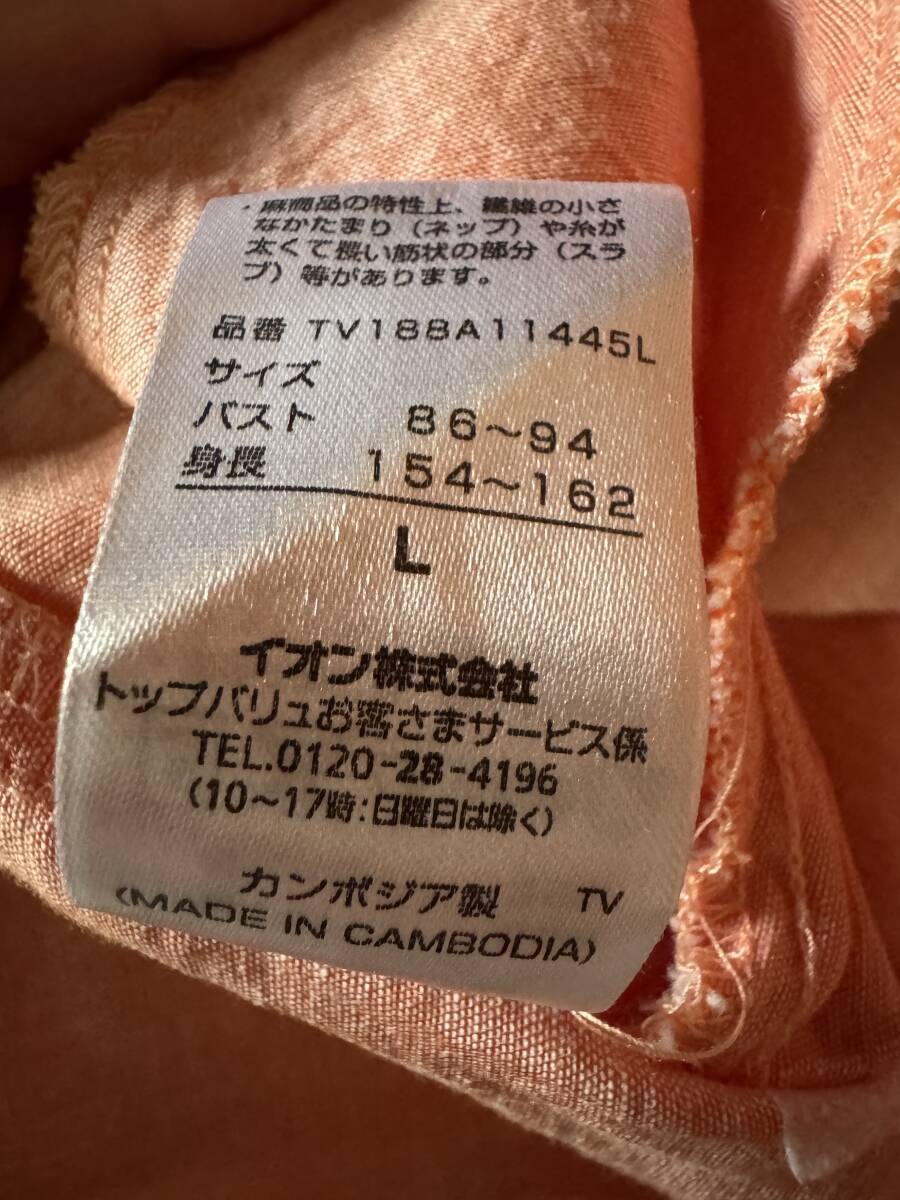 ・麻商品の特性上、繊維の小さ
なかたまり（ネップ）や糸が
太くて長い筋状の部分（スラ
ブ）等があります。
品番 TV188A11445L
サイズ
バスト 86～94
身長 154～162
L
イオン株式会社
トップバリュお客さまサービス係
TEL.0120-28-4196
(10～17時:日曜日は除く)
カンボジア製 TV
(MADE IN CAMBODIA)